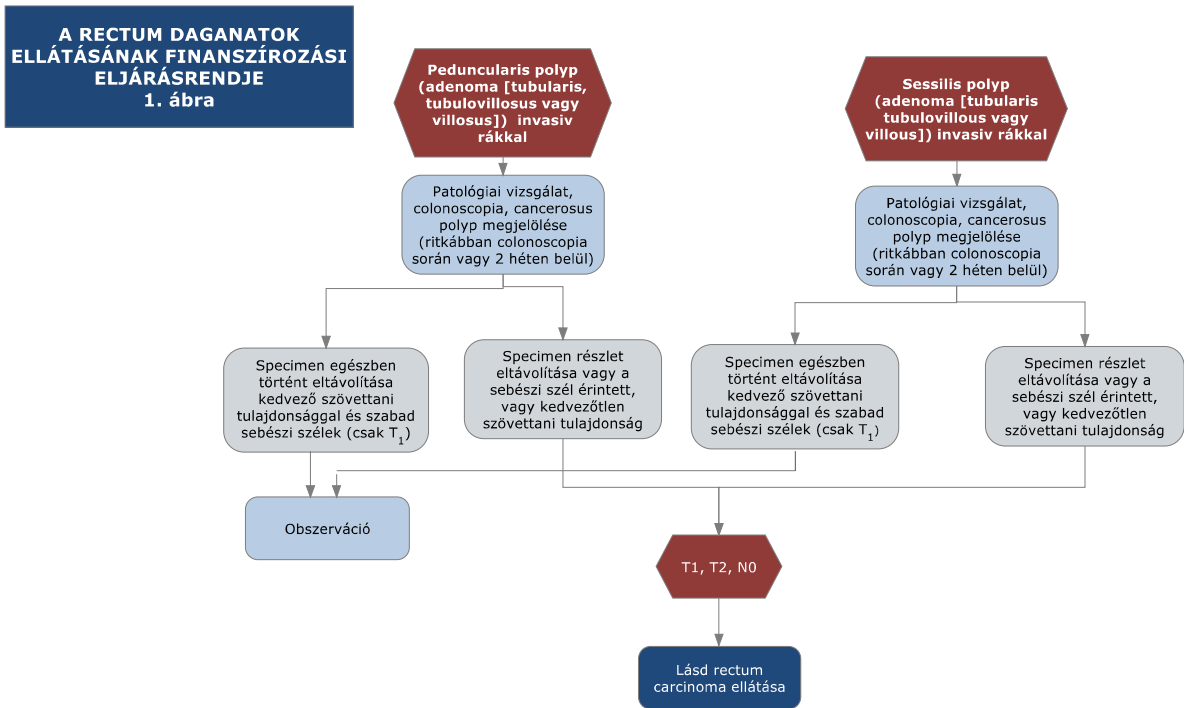 A RECTUM DAGANATOK
ELLÁTÁSÁNAK FINANSZÍROZÁSI
ELJÁRÁSRENDJE
1. ábra
Peduncularis polyp
(adenoma [tubularis,
tubulovillosus vagy
villosus]) invasiv
rákkal
Sessilis polyp
(adenoma [tubularis
tubulovillous vagy
villous]) invasiv rákkal
Patológiai vizsgálat,
colonoscopia, cancerosus
polyp megjelölése
(ritkábban colonoscopia
során vagy 2 héten belül)
Patológiai vizsgálat,
colonoscopia, cancerosus
polyp megjelölése
(ritkábban colonoscopia
során vagy 2 héten belül)
Specimen egészben
történt eltávolítása
kedvező szövettani
tulajdonsággal és szabad
sebészi szélek (csak T1)
Specimen részlet
eltávolítása vagy a
sebészi szél érintett,
vagy kedvezőtlen
szövettani tulajdonság
Specimen egészben
történt eltávolítása
kedvező szövettani
tulajdonsággal és szabad
sebészi szélek (csak T1)
Specimen részlet
eltávolítása vagy a
sebészi szél érintett,
vagy kedvezőtlen
szövettani tulajdonság
Obszerváció
T1, T2, N0
Lásd rectum
carcinoma ellátása